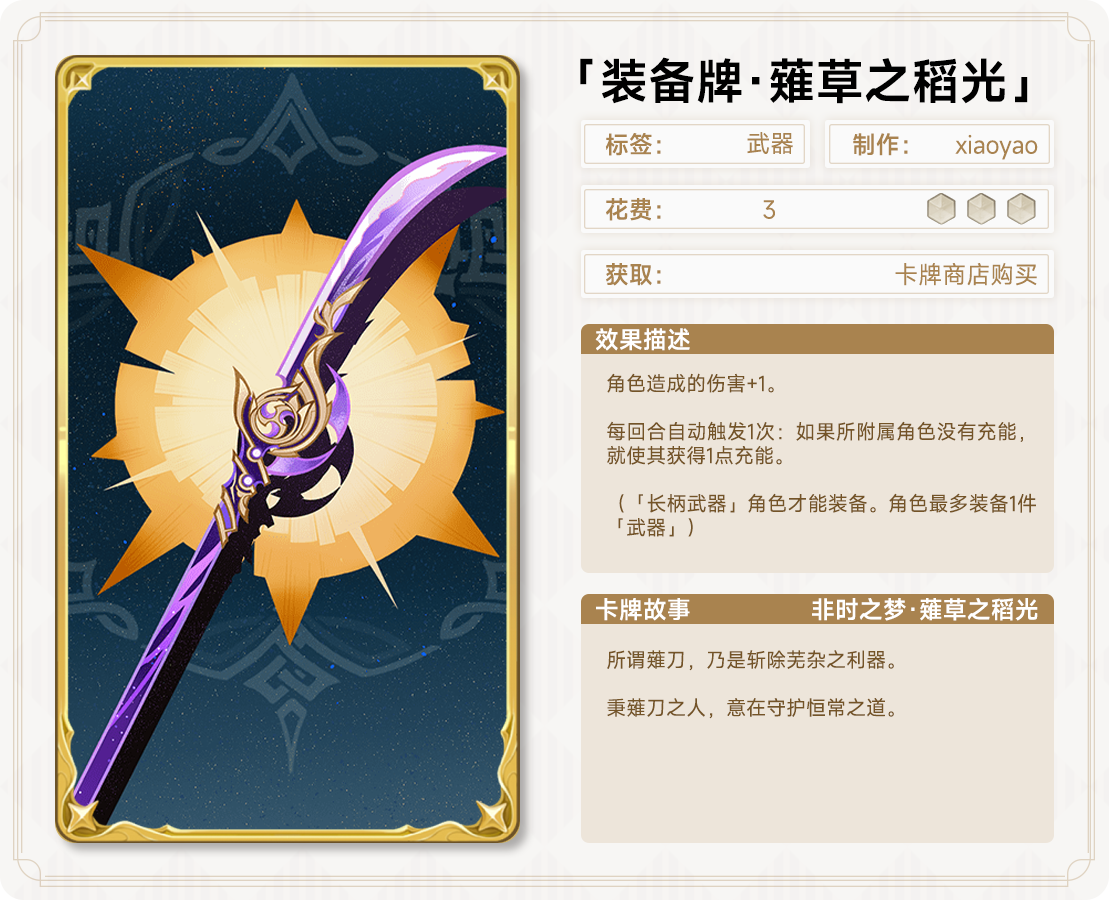 「装备牌·薙草之稻光」
标签： 武器
制作： xiaoyao
花费： 3
获取： 卡牌商店购买
效果描述
角色造成的伤害+1。
每回合自动触发1次：如果所附属角色没有充能，
就使其获得1点充能。
（「长柄武器」角色才能装备。角色最多装备1件
「武器」）
卡牌故事 非时之梦·薙草之稻光
所谓薙刀，乃是斩除芜杂之利器。
秉薙刀之人，意在守护恒常之道。